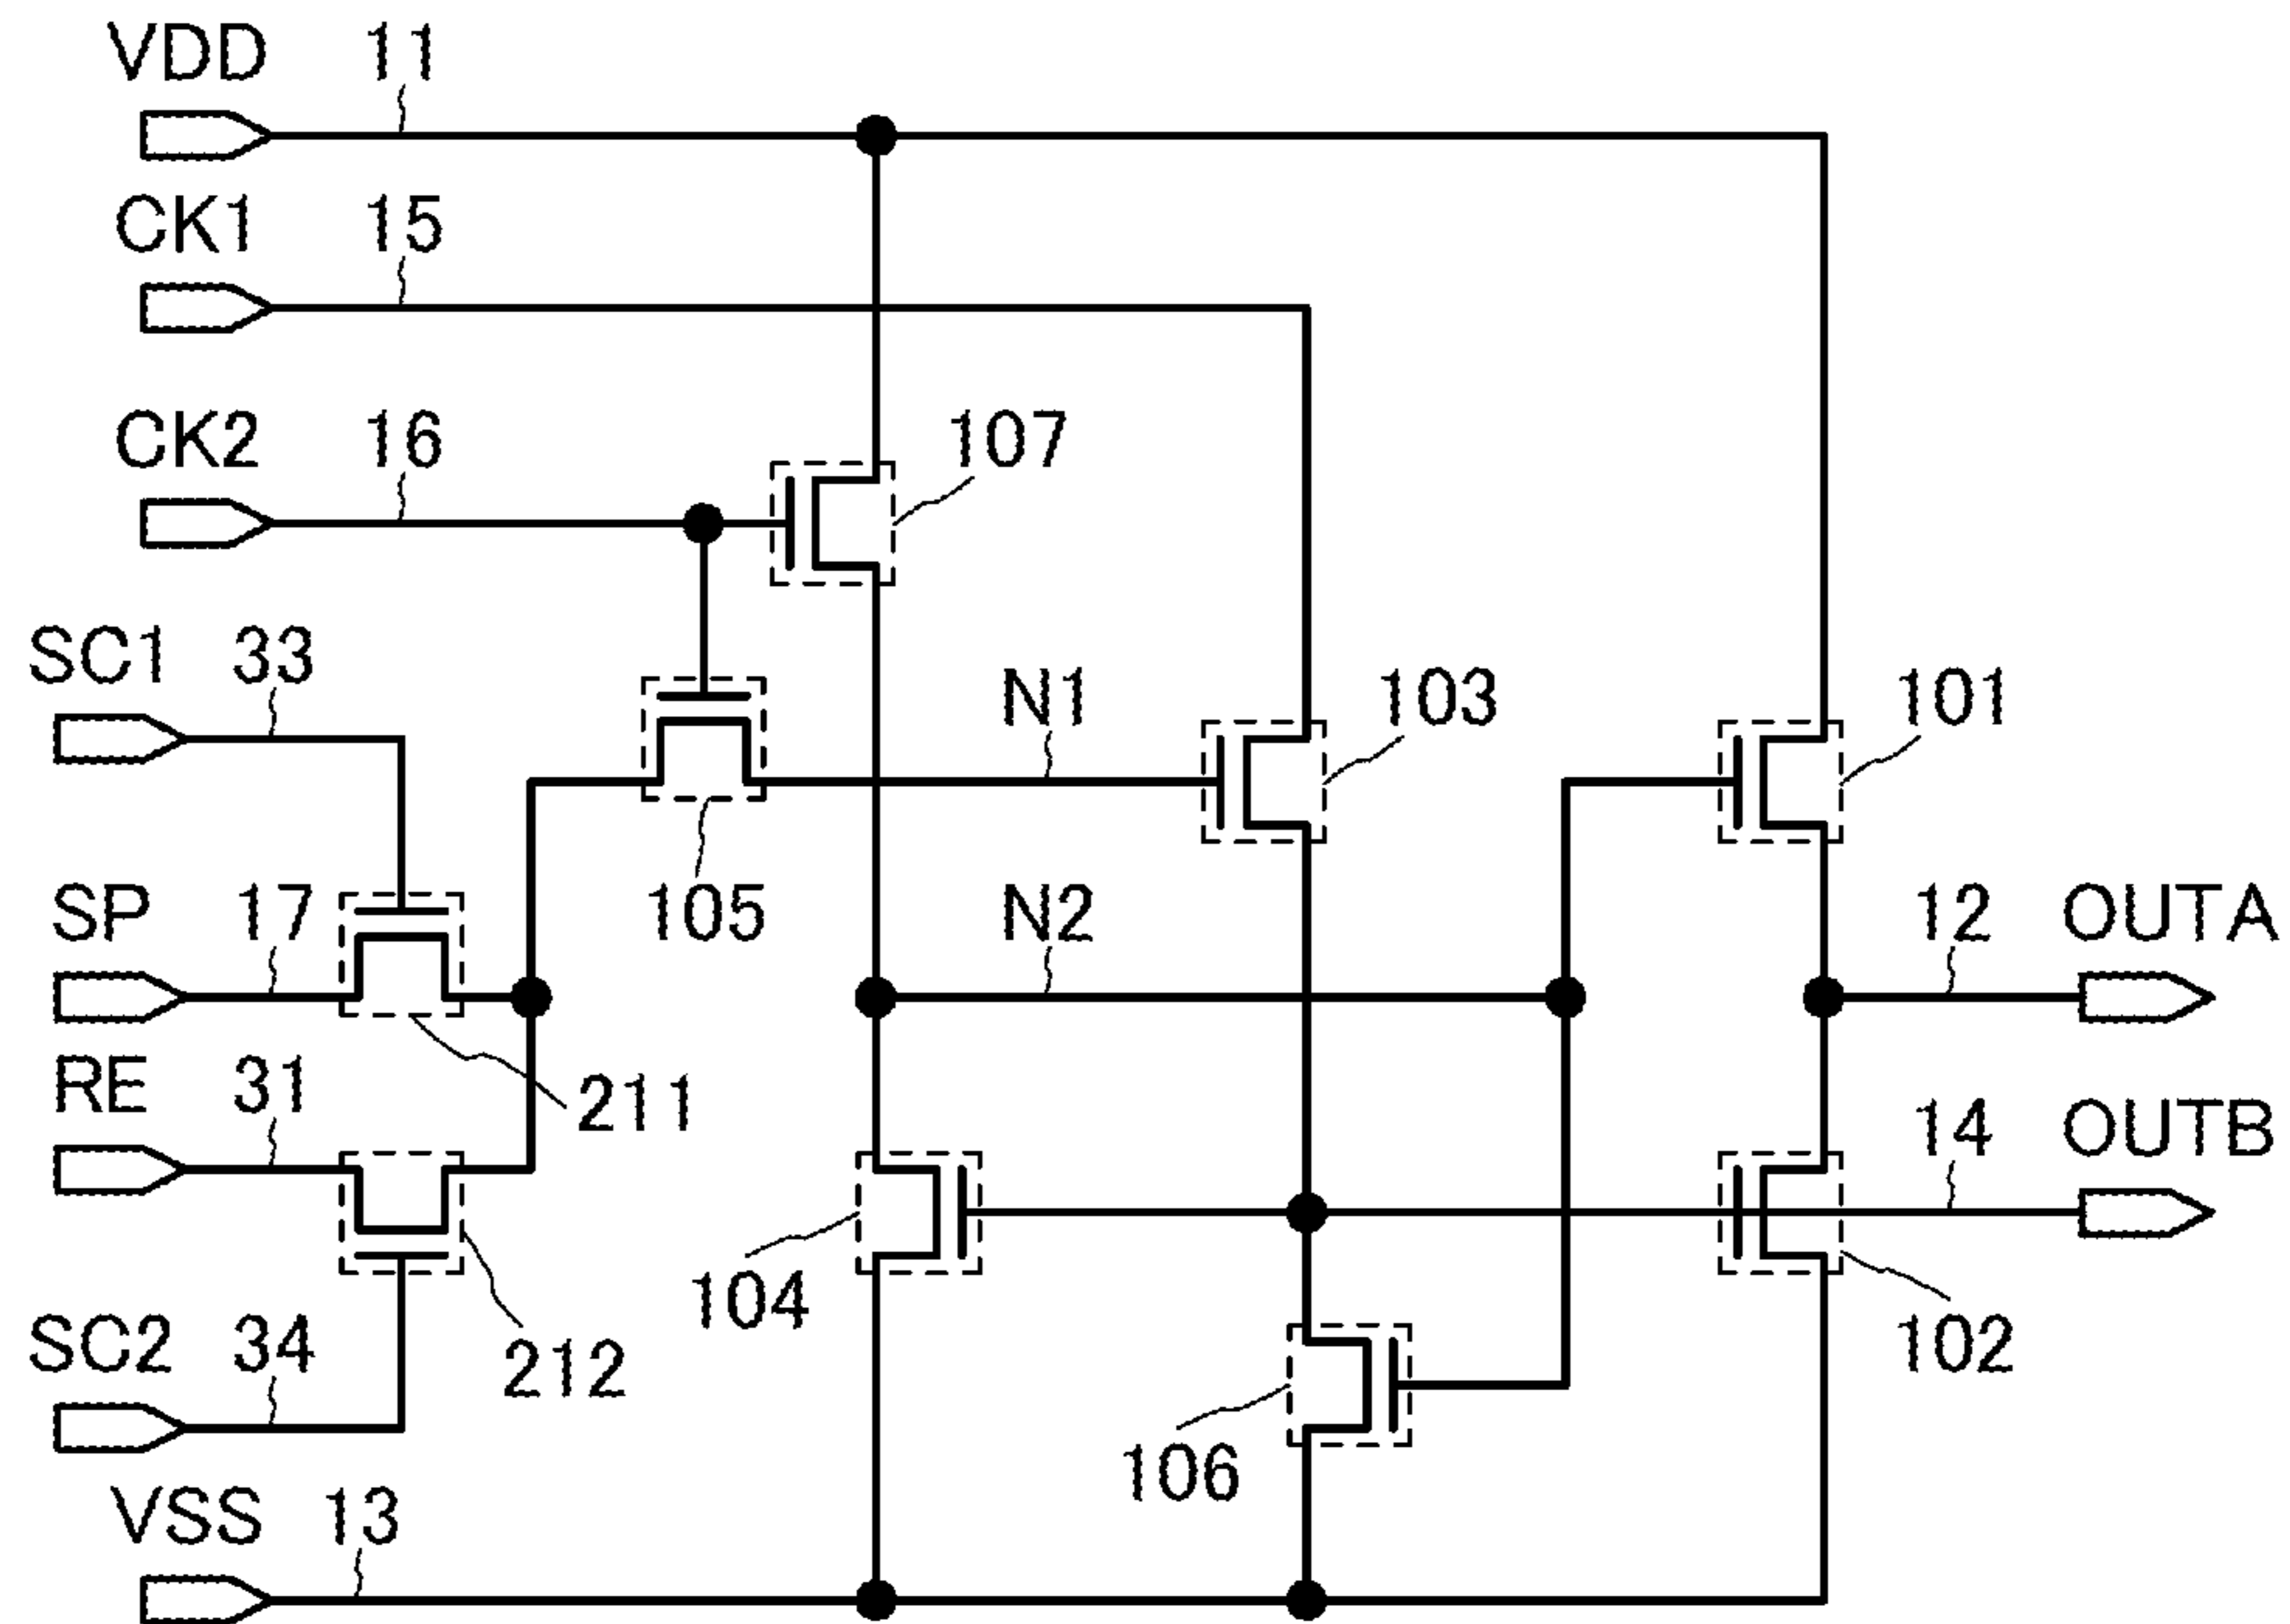 VDD 11
CK1 15
CK2 16
107
SC1 33
N1 103 101
SP 17
105 N2 12 OUTA
RE 31
211 14 OUTB
104
SC2 34
212 102
106
VSS 13